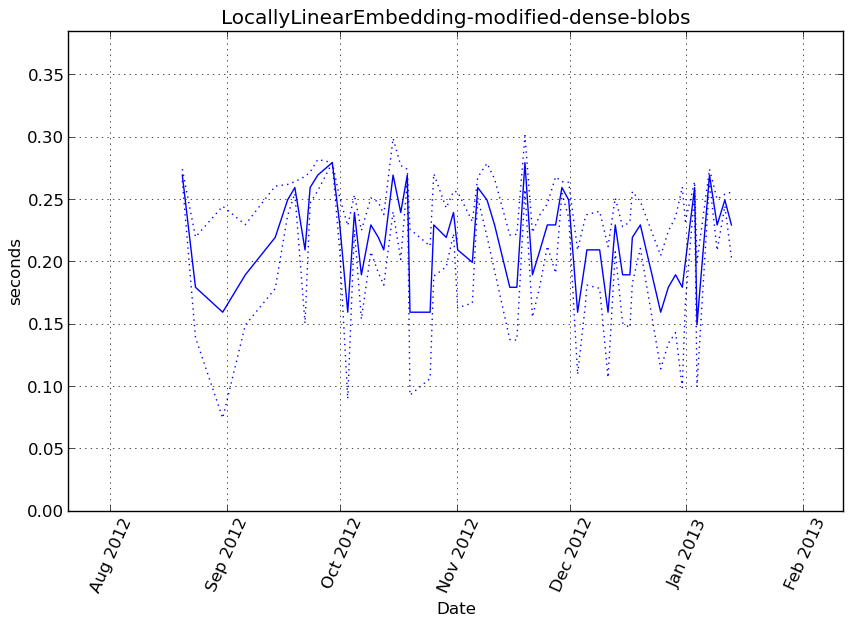 LocallyLinearEmbedding-modified-dense-blobs
0.35
0.30
0.25
0.20
0.15
0.10
0.05
0.00
seconds
Aug 2012
Sep 2012
Oct 2012
Nov 2012
Dec 2012
Jan 2013
Feb 2013
Date